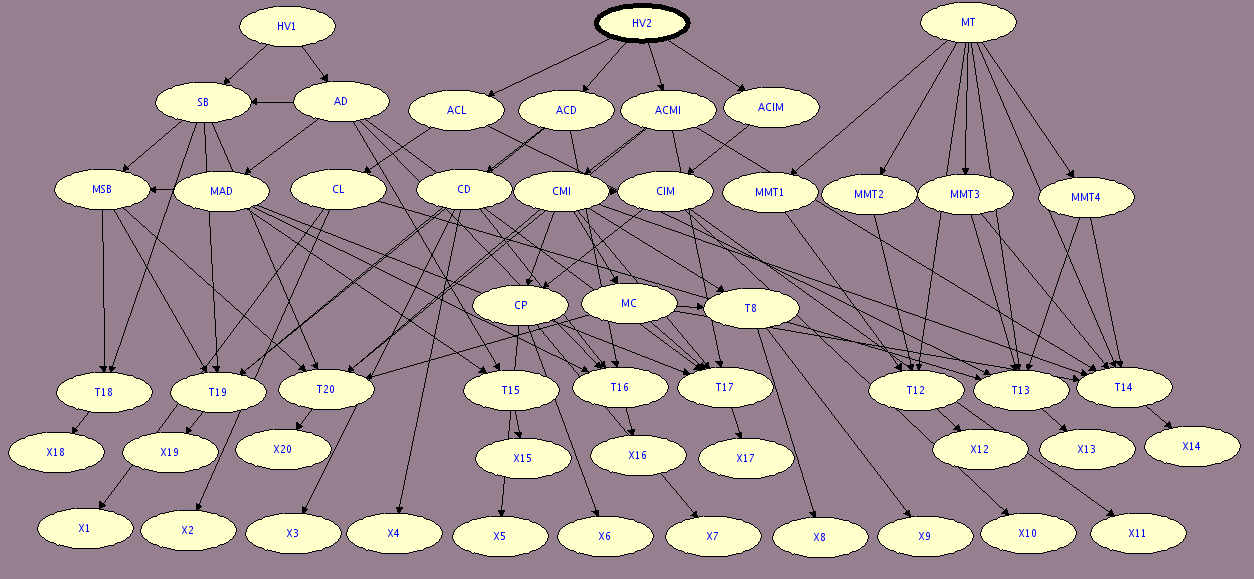 HV1
HV2
MT
SB
AD
ACL
ACD
ACMI
ACIM
MSB
MAD
CL
CD
CMI
CIM
MMT1
MMT2
MMT3
MMT4
CP
MC
T8
T18
T19
T20
T15
T16
T17
T12
T13
T14
X18
X19
X20
X15
X16
X17
X12
X13
X14
X1
X2
X3
X4
X5
X6
X7
X8
X9
X10
X11